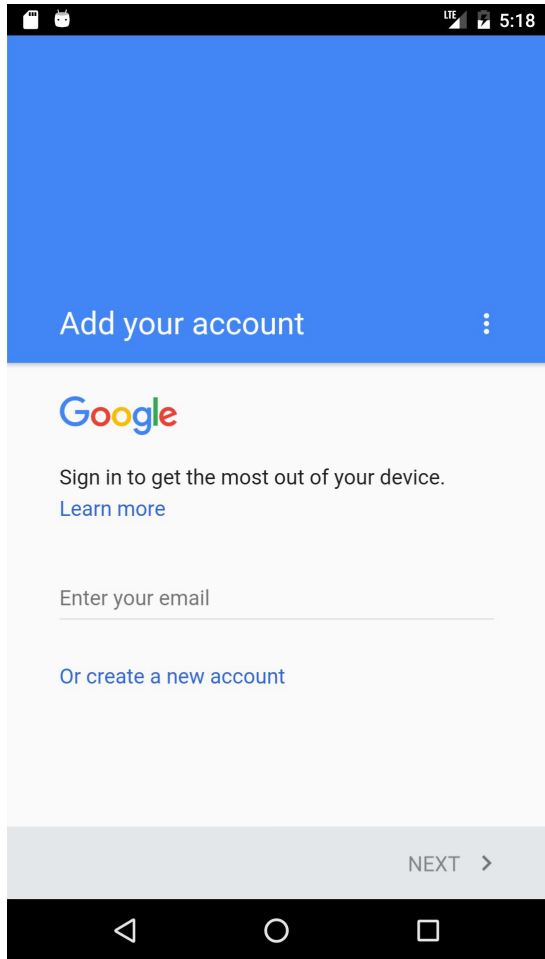 LTE 5:18
Add your account
Google
Sign in to get the most out of your device.
Learn more
Enter your email
Or create a new account
NEXT